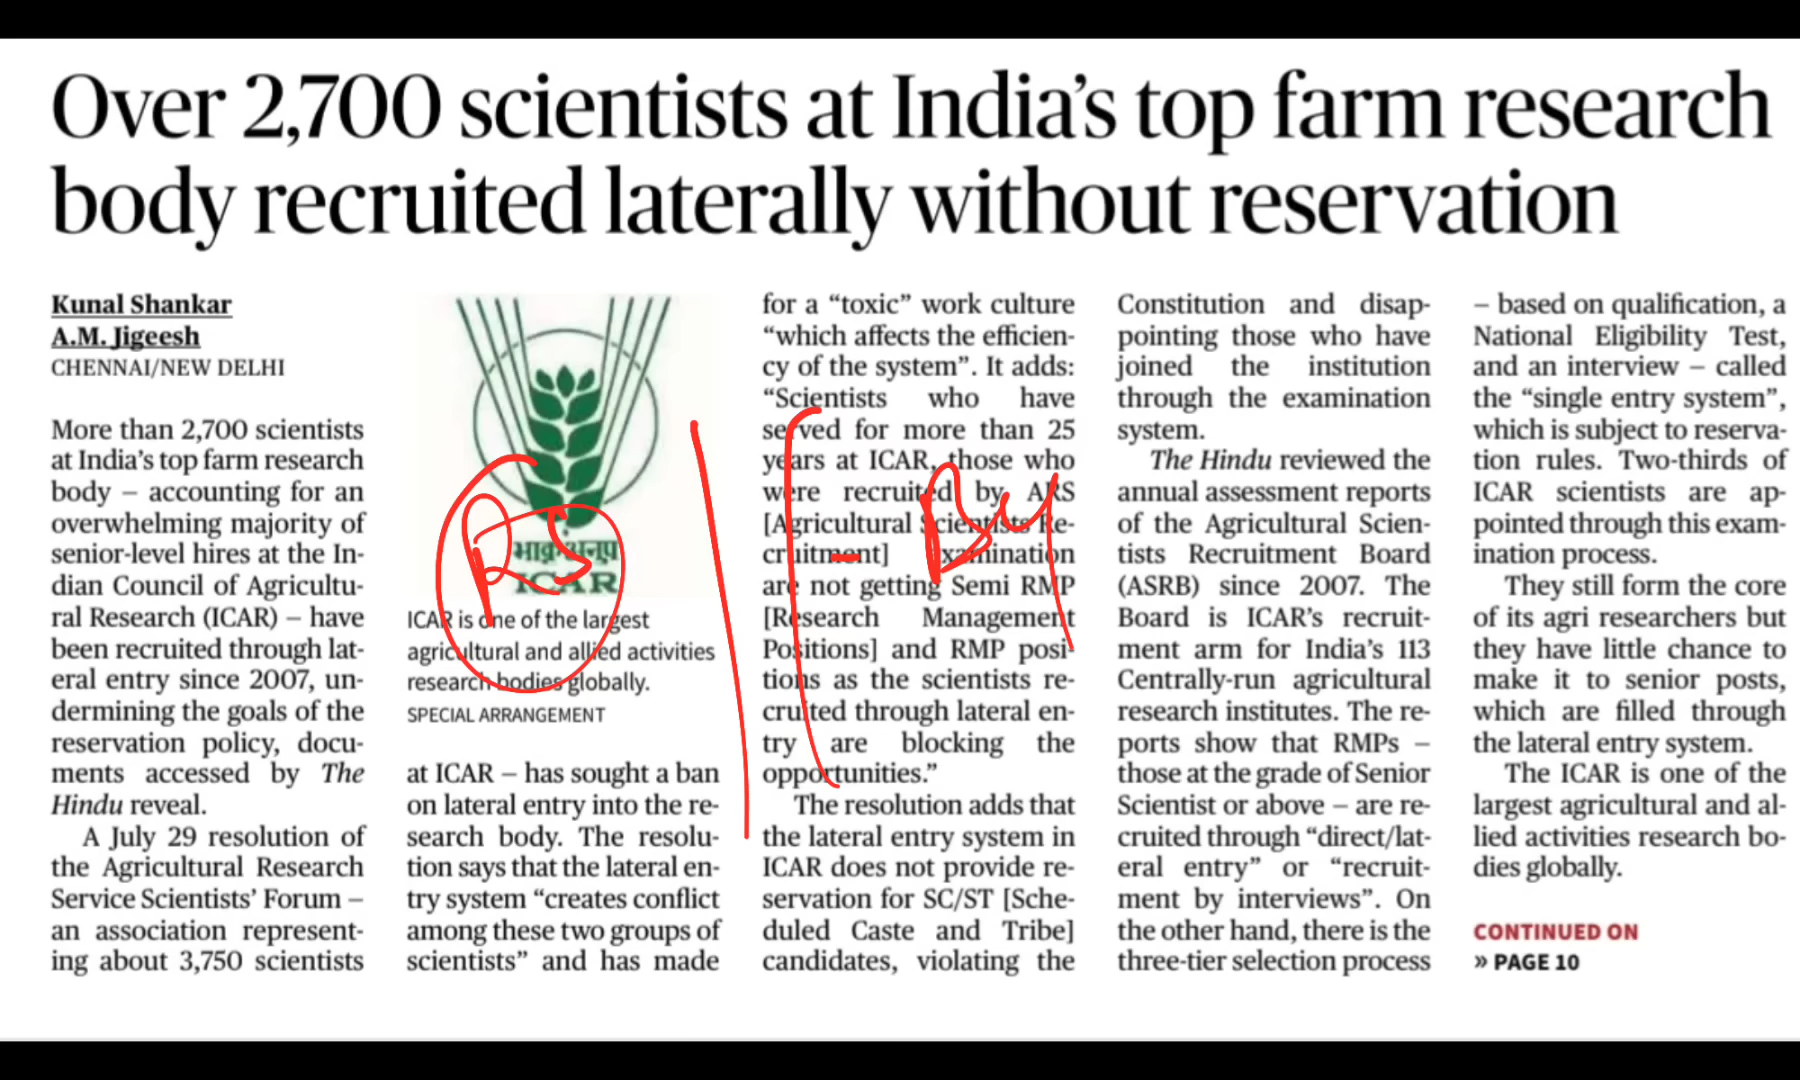 Over 2,700 scientists at India's top farm research
body recruited laterally without reservation
Kunal Shankar
A.M. Jigeesh
CHENNAI/NEW DELHI
More than 2,700 scientists
at India's top farm research
body – accounting for an
overwhelming majority of
senior-level hires at the In-
dian Council of Agricultu-
ral Research (ICAR) – have
been recruited through lat-
eral entry since 2007, un-
dermining the goals of the
reservation policy, docu-
ments accessed by The
Hindu reveal.
A July 29 resolution of
the Agricultural Research
Service Scientists' Forum –
an association represent-
ing about 3,750 scientists
ICAR
ICAR is one of the largest
agricultural and allied activities
research bodies globally.
SPECIAL ARRANGEMENT
at ICAR – has sought a ban
on lateral entry into the re-
search body. The resolu-
tion says that the lateral en-
try system “creates conflict
among these two groups of
scientists” and has made
for a “toxic” work culture
“which affects the efficien-
cy of the system”. It adds:
“Scientists who have
served for more than 25
years at ICAR, those who
were recruited by ARS
[Agricultural Scientists Re-
cruitment] Examination
are not getting Semi RMP
[Research Management
Positions] and RMP posi-
tions as the scientists re-
cruited through lateral en-
try are blocking the
opportunities.”
The resolution adds that
the lateral entry system in
ICAR does not provide re-
servation for SC/ST [Sche-
duled Caste and Tribe]
candidates, violating the
Constitution and disap-
pointing those who have
joined the institution
through the examination
system.
The Hindu reviewed the
annual assessment reports
of the Agricultural Scien-
tists Recruitment Board
(ASRB) since 2007. The
Board is ICAR's recruit-
ment arm for India's 113
Centrally-run agricultural
research institutes. The re-
ports show that RMPs –
those at the grade of Senior
Scientist or above – are re-
cruited through “direct/lat-
eral entry” or “recruit-
ment by interviews”. On
the other hand, there is the
three-tier selection process
– based on qualification, a
National Eligibility Test,
and an interview – called
the “single entry system”,
which is subject to reserva-
tion rules. Two-thirds of
ICAR scientists are ap-
pointed through this exam-
ination process.
They still form the core
of its agri researchers but
they have little chance to
make it to senior posts,
which are filled through
the lateral entry system.
The ICAR is one of the
largest agricultural and al-
lied activities research bo-
dies globally.
CONTINUED ON
» PAGE 10